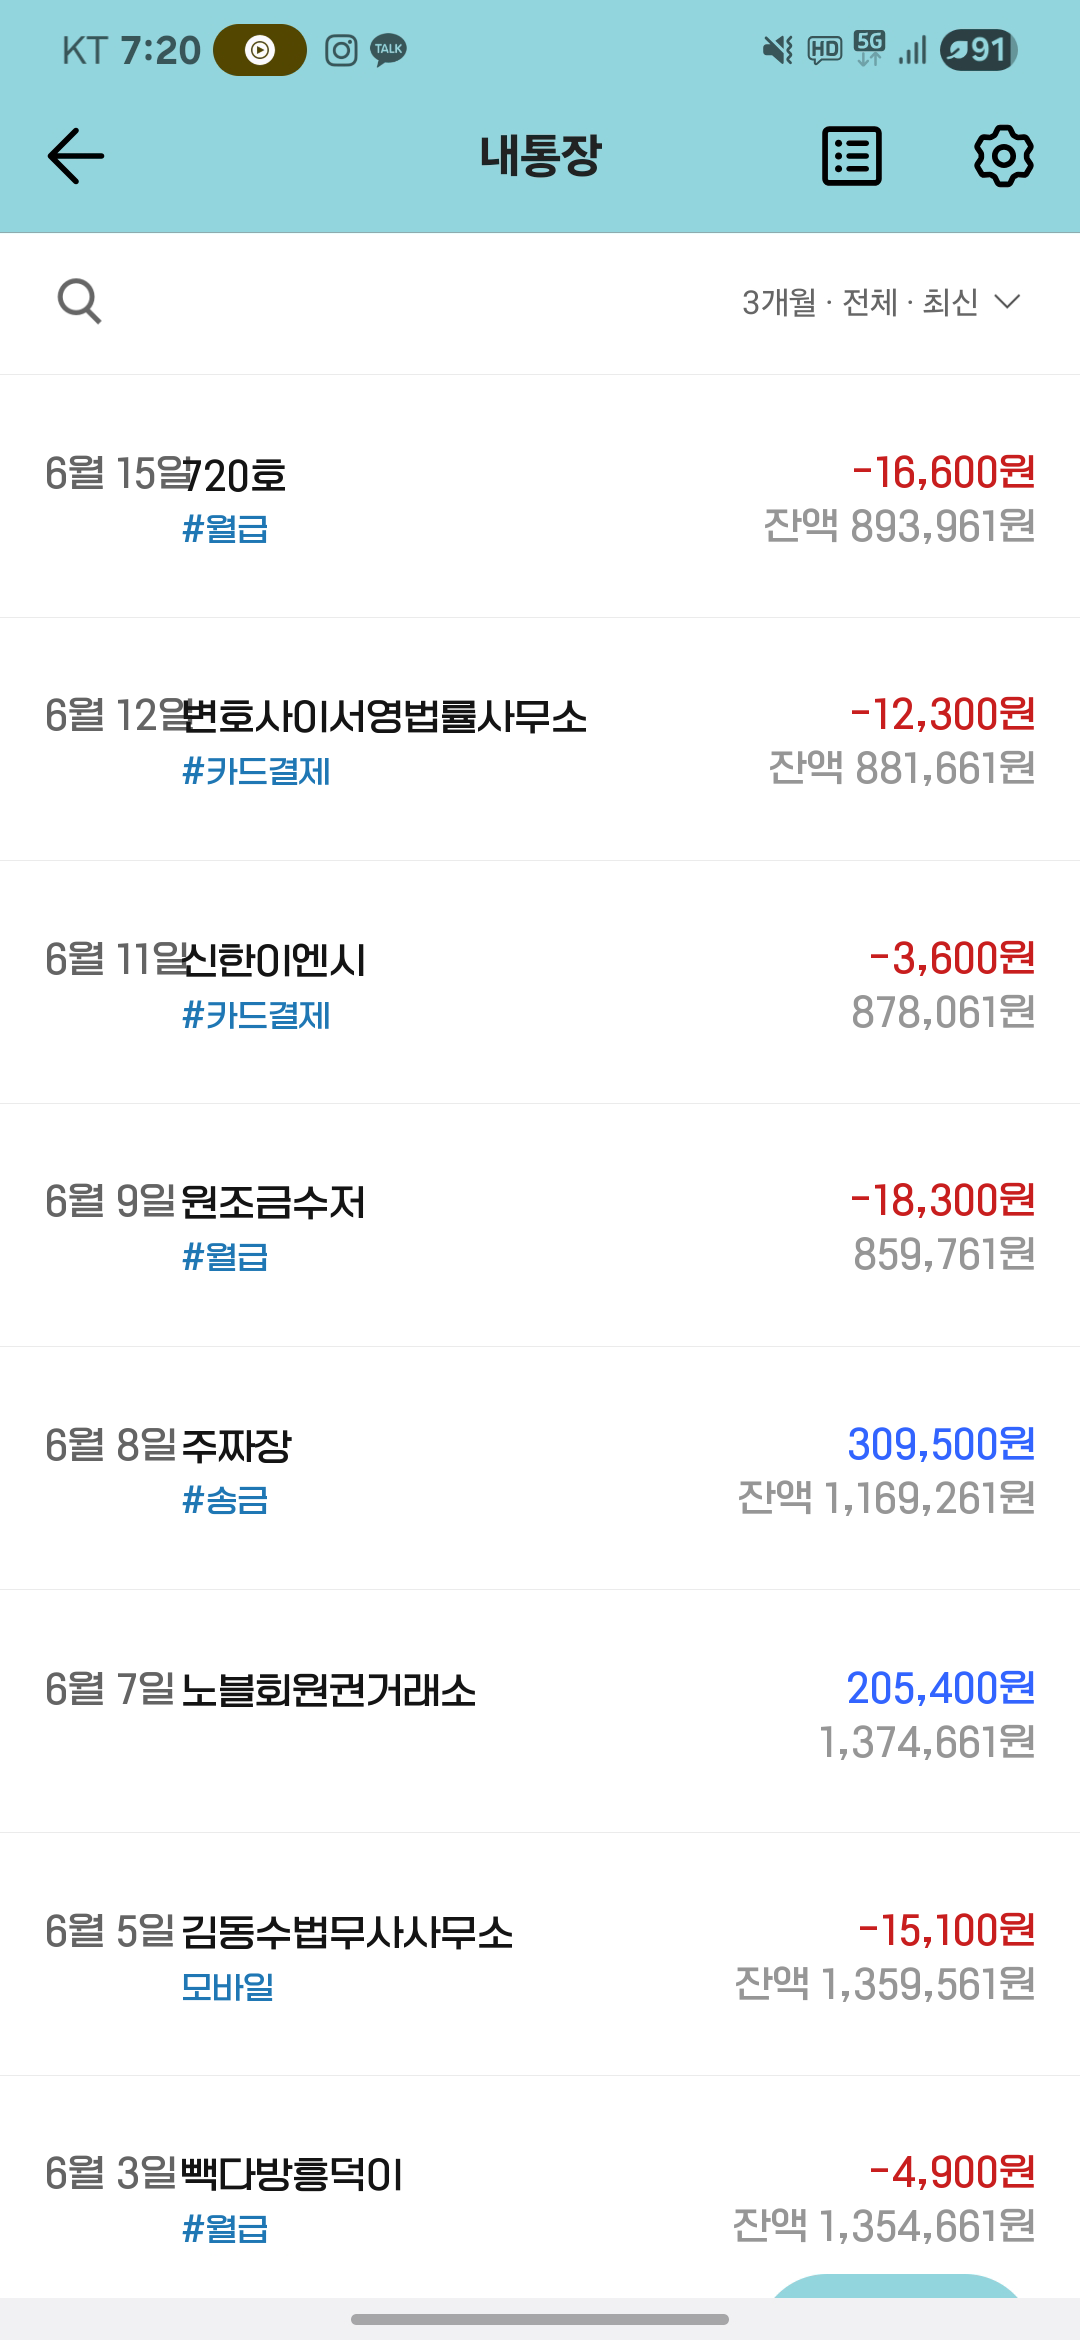 KT 7:20 TALK HD 5G 91
내통장
3개월 · 전체 · 최신
6월 15일 720호 -16,600원
#월급 잔액 893,961원
6월 12일 변호사이서영법률사무소 -12,300원
#카드결제 잔액 881,661원
6월 11일 신한이엔시 -3,600원
#카드결제 878,061원
6월 9일 원조금수저 -18,300원
#월급 859,761원
6월 8일 주짜장 309,500원
#송금 잔액 1,169,261원
6월 7일 노블회원권거래소 205,400원
1,374,661원
6월 5일 김동수법무사사무소 -15,100원
모바일 잔액 1,359,561원
6월 3일 빽다방흥덕이 -4,900원
#월급 잔액 1,354,661원